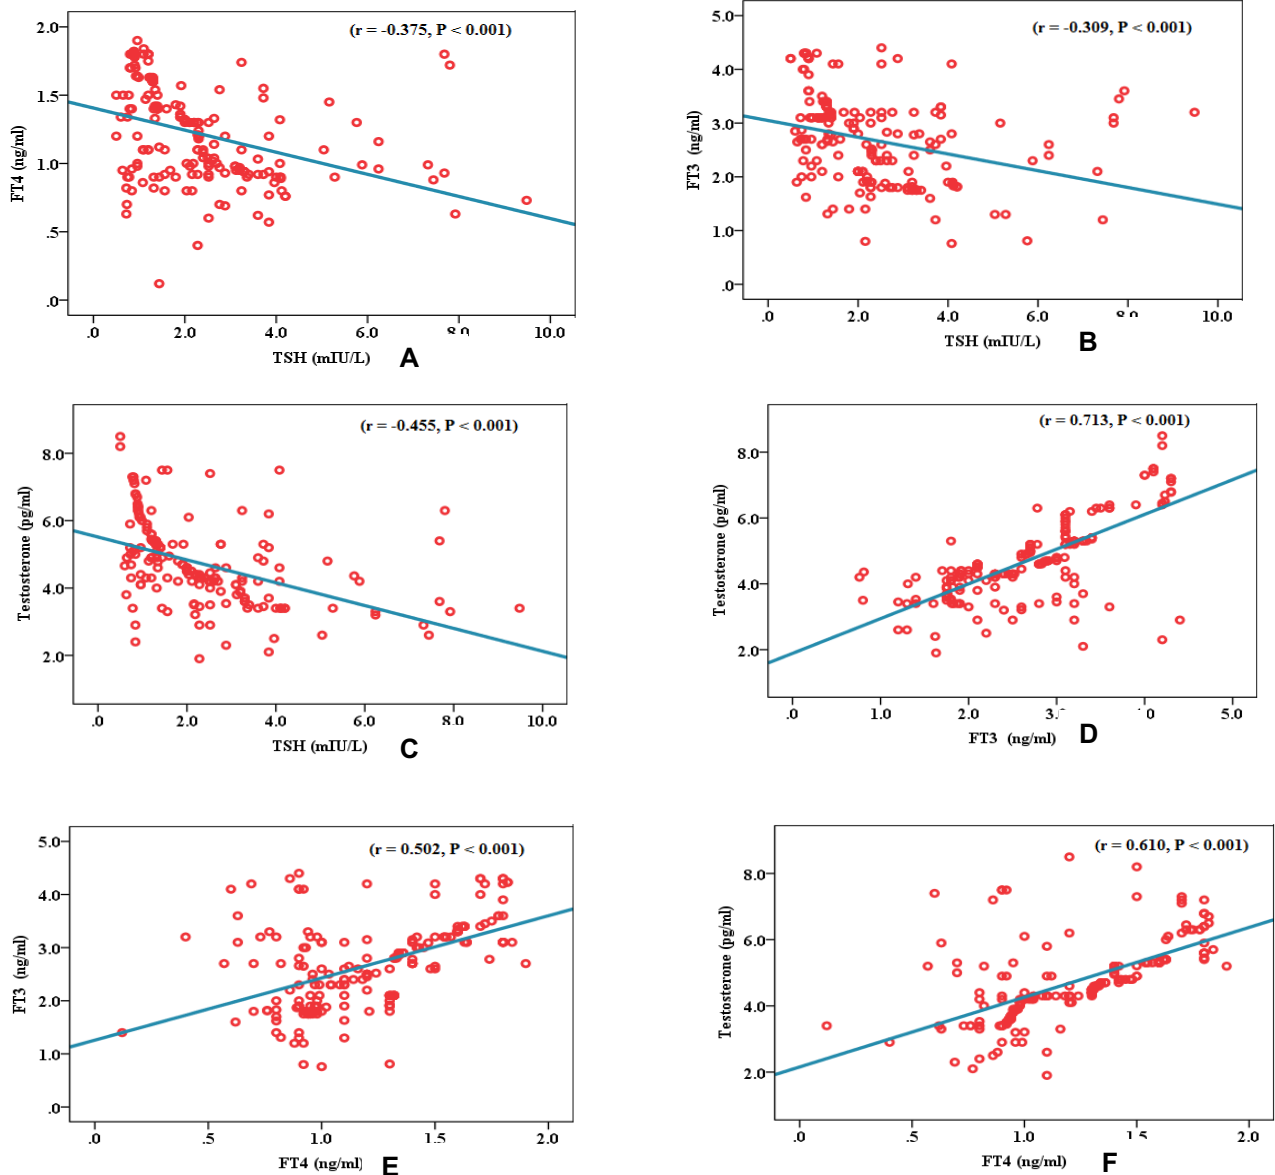 (r = -0.375, P < 0.001)
2.0
1.5
1.0
.5
.0
FT4 (ng/ml)
.0
2.0
4.0
6.0
8.0
10.0
TSH (mIU/L)
A
(r = -0.309, P < 0.001)
5.0
4.0
3.0
2.0
1.0
.0
FT3 (ng/ml)
.0
2.0
4.0
6.0
10.0
TSH (mIU/L)
B
(r = -0.455, P < 0.001)
8.0
6.0
4.0
2.0
Testosterone (pg/ml)
.0
2.0
4.0
6.0
8.0
10.0
TSH (mIU/L)
C
(r = 0.713, P < 0.001)
8.0
6.0
4.0
2.0
Testosterone (pg/ml)
.0
1.0
2.0
5.0
FT3 (ng/ml)
D
(r = 0.502, P < 0.001)
5.0
4.0
3.0
2.0
1.0
.0
FT3 (ng/ml)
.0
.5
1.0
1.5
2.0
FT4 (ng/ml)
E
(r = 0.610, P < 0.001)
8.0
6.0
4.0
2.0
Testosterone (pg/ml)
.0
.5
1.0
1.5
2.0
FT4 (ng/ml)
F